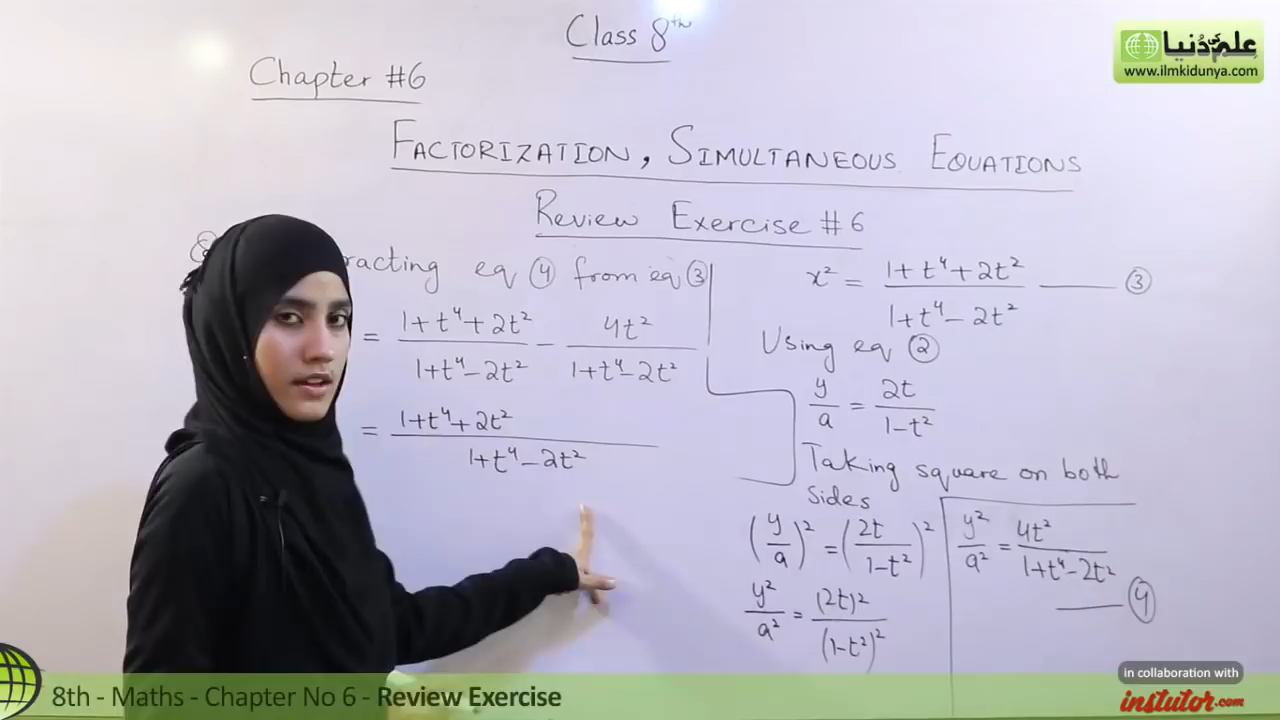 Class 8th
Chapter #6
علم کی دُنیا
www.ilmkidunya.com
FACTORIZATION, SIMULTANEOUS EQUATIONS
Review Exercise #6
racting eq ④ from eq ③
= (1+t⁴+2t²)/(1+t⁴-2t²) - 4t²/(1+t⁴-2t²)
= (1+t⁴+2t²)/(1+t⁴-2t²)
x² = (1+t⁴+2t²)/(1+t⁴-2t²) — ③
Using eq ②
y/a = 2t/(1-t²)
Taking square on both
sides
(y/a)² = (2t/(1-t²))²
y²/a² = (2t)²/(1-t²)²
y²/a² = 4t²/(1+t⁴-2t²)
— ④
8th - Maths - Chapter No 6 - Review Exercise
in collaboration with
instutor.com